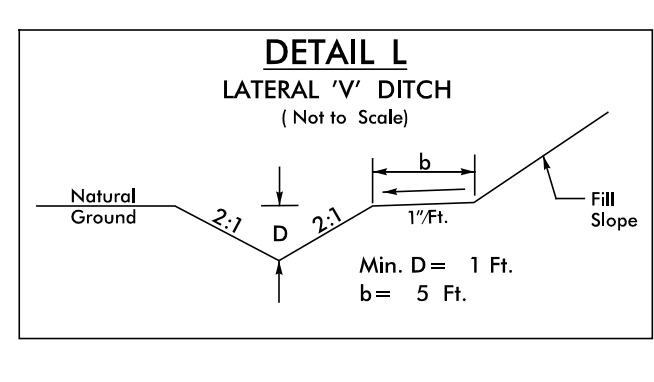 DETAIL L
LATERAL 'V' DITCH
( Not to Scale)
b
Natural
Ground
2:1
D
2:1
1"/Ft.
Fill
Slope
Min. D= 1 Ft.
b= 5 Ft.